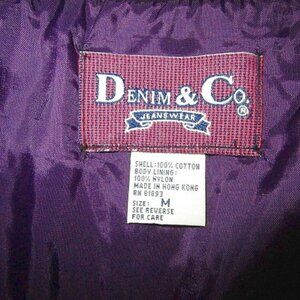 DENIM & CO.®
JEANSWEAR
SHELL: 100% COTTON
BODY LINING:
100% NYLON
MADE IN HONG KONG
RN 81893
SIZE: M
SEE REVERSE
FOR CARE